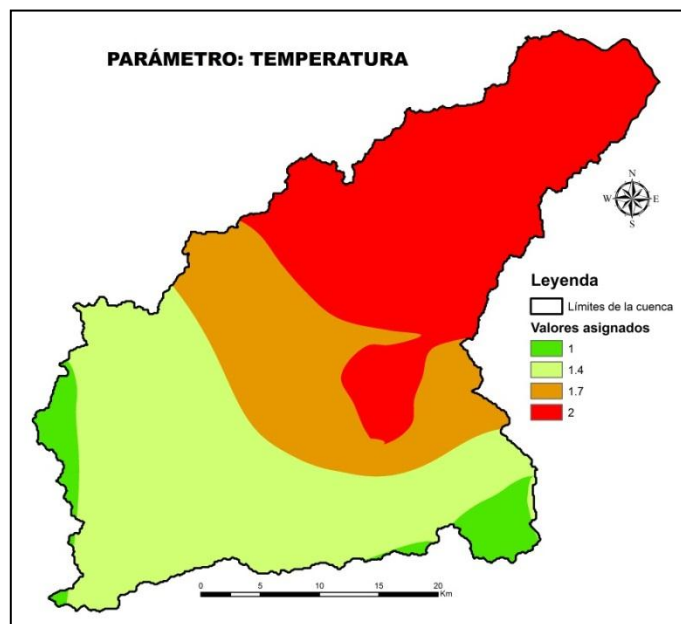 PARÁMETRO: TEMPERATURA
N
W E
S
Leyenda
Límites de la cuenca
Valores asignados
1
1.4
1.7
2
0 5 10 15 20
Km